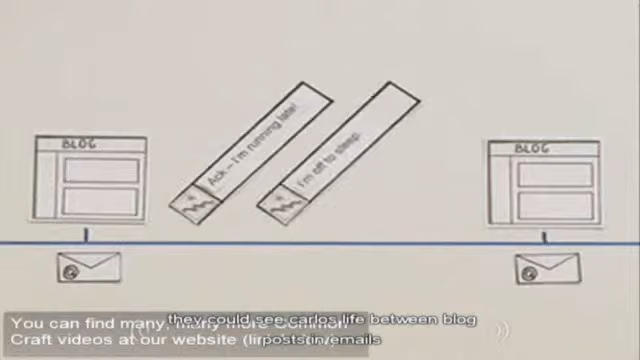 BLOG
Ack – I'm running late!
I'm off to sleep.
BLOG
@
@
You can find many, many more Common
Craft videos at our website
they could see carlos life between blog
posts in emails